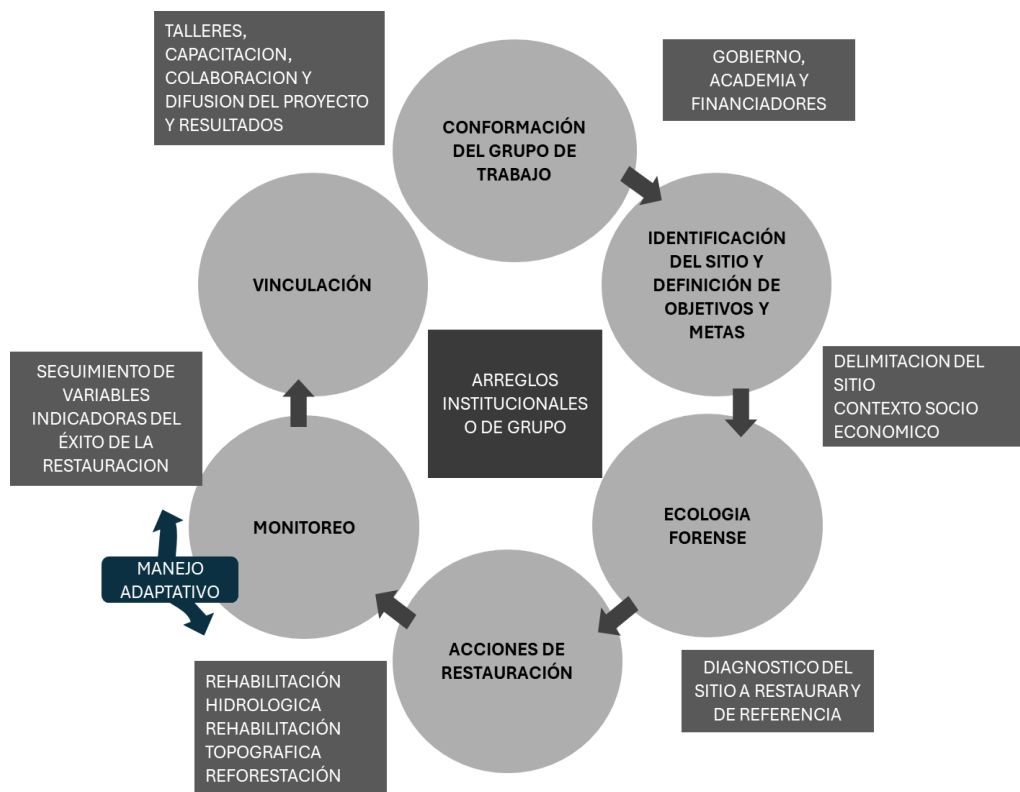 TALLERES,
CAPACITACION,
COLABORACION Y
DIFUSION DEL PROYECTO
Y RESULTADOS
CONFORMACIÓN
DEL GRUPO DE
TRABAJO
GOBIERNO,
ACADEMIA Y
FINANCIADORES
VINCULACIÓN
IDENTIFICACIÓN
DEL SITIO Y
DEFINICIÓN DE
OBJETIVOS Y
METAS
ARREGLOS
INSTITUCIONALES
O DE GRUPO
SEGUIMIENTO DE
VARIABLES
INDICADORAS DEL
ÉXITO DE LA
RESTAURACION
DELIMITACION DEL
SITIO
CONTEXTO SOCIO
ECONOMICO
MONITOREO
ECOLOGIA
FORENSE
MANEJO
ADAPTATIVO
ACCIONES DE
RESTAURACIÓN
REHABILITACIÓN
HIDROLOGICA
REHABILITACIÓN
TOPOGRAFICA
REFORESTACIÓN
DIAGNOSTICO DEL
SITIO A RESTAURAR Y
DE REFERENCIA